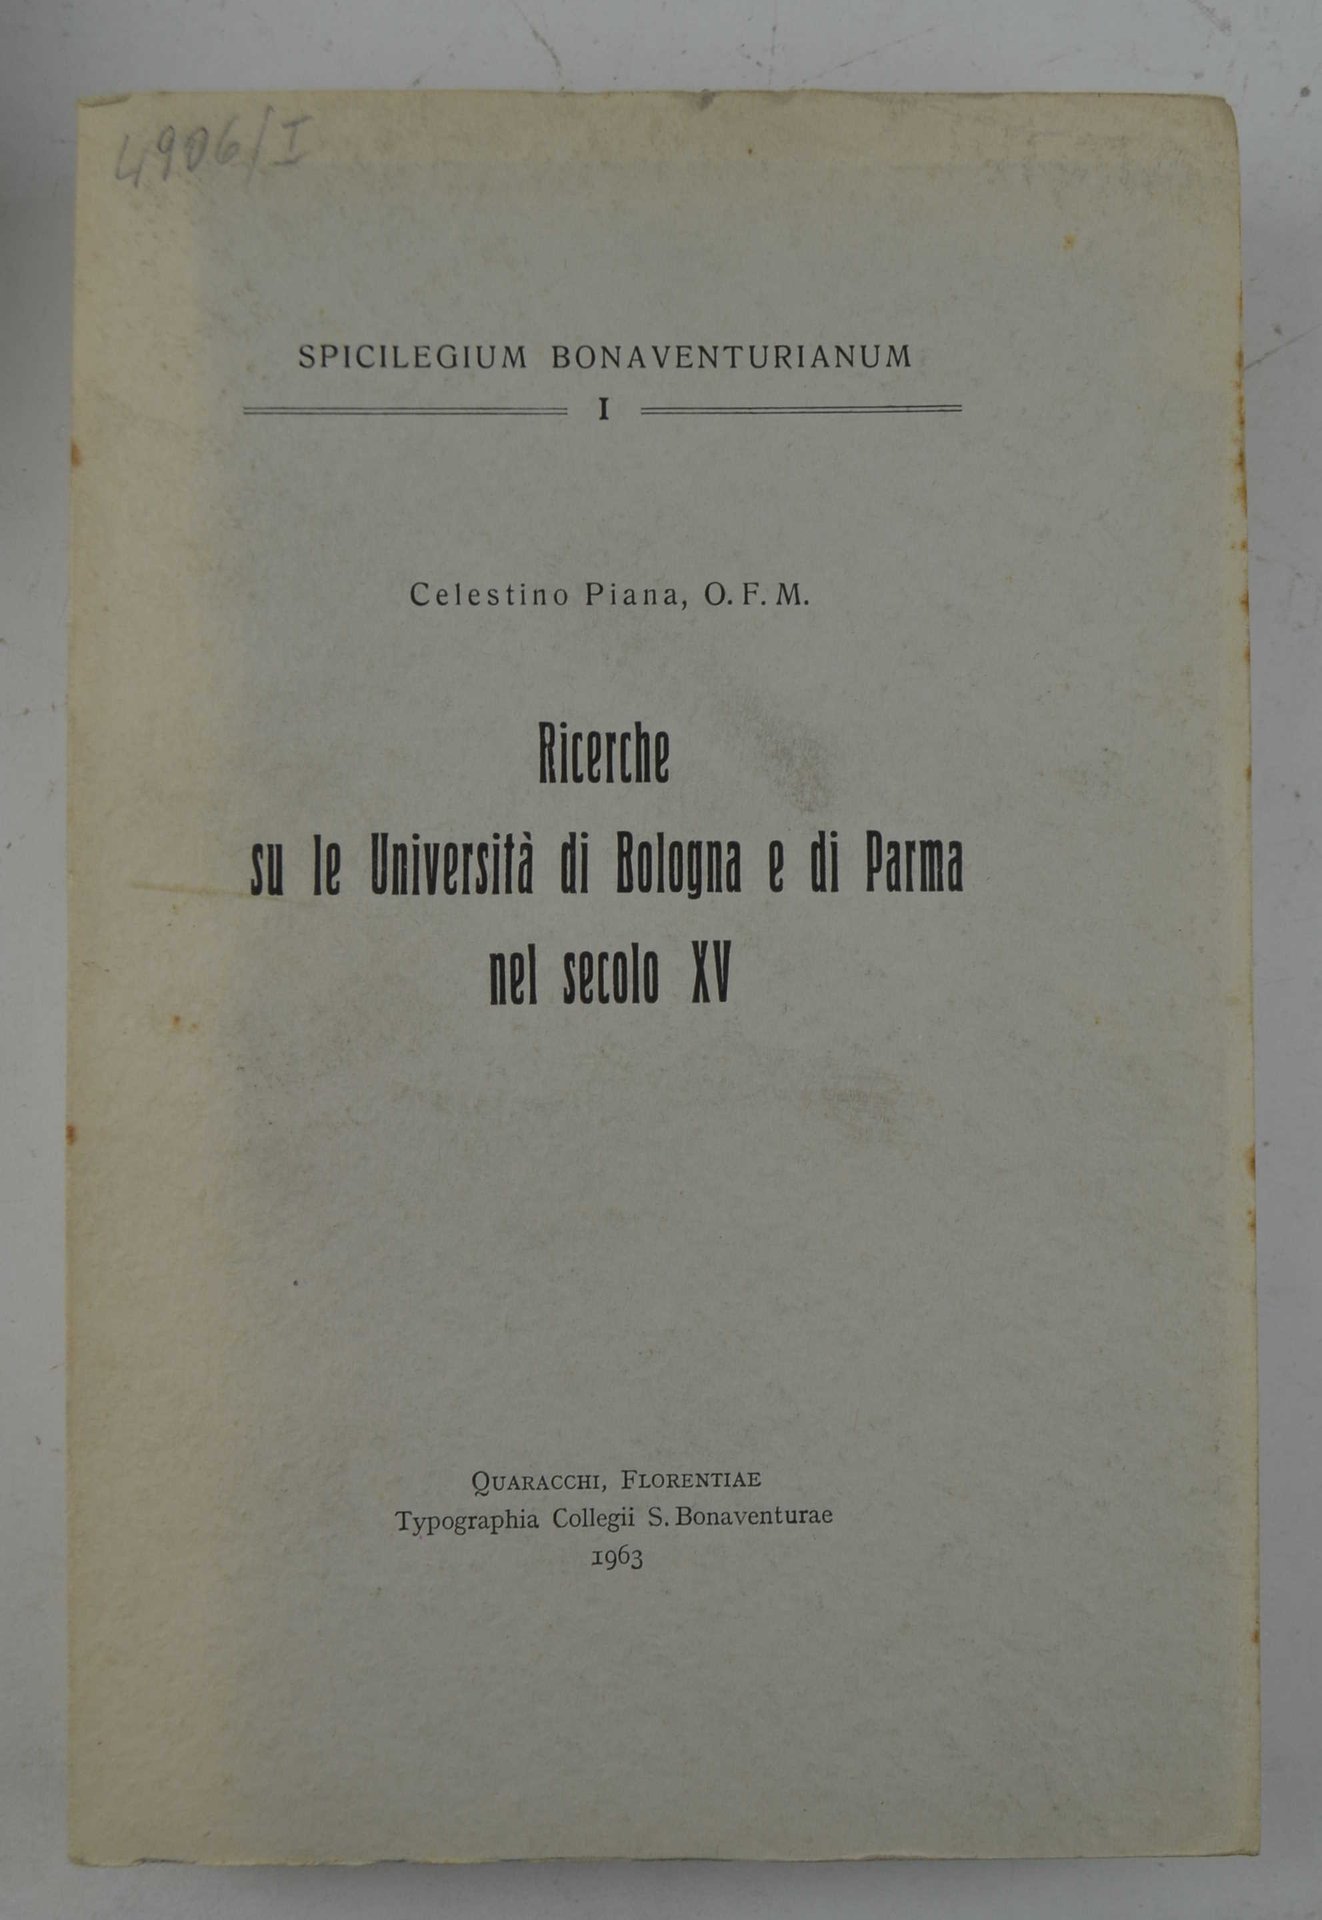 4906/I
SPICILEGIUM BONAVENTURIANUM
I
Celestino Piana, O. F. M.
Ricerche
su le Università di Bologna e di Parma
nel secolo XV
QUARACCHI, FLORENTIAE
Typographia Collegii S. Bonaventurae
1963